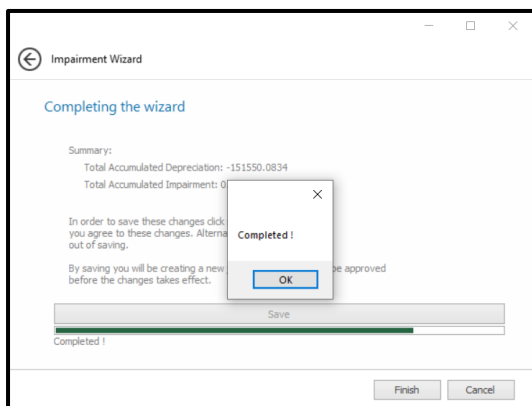 Impairment Wizard
Completing the wizard
Summary:
Total Accumulated Depreciation: -151550.0834
Total Accumulated Impairment: 0
In order to save these changes click
you agree to these changes. Alterna
out of saving.
Completed !
OK
By saving you will be creating a new be approved
before the changes takes effect.
Save
Completed !
Finish Cancel